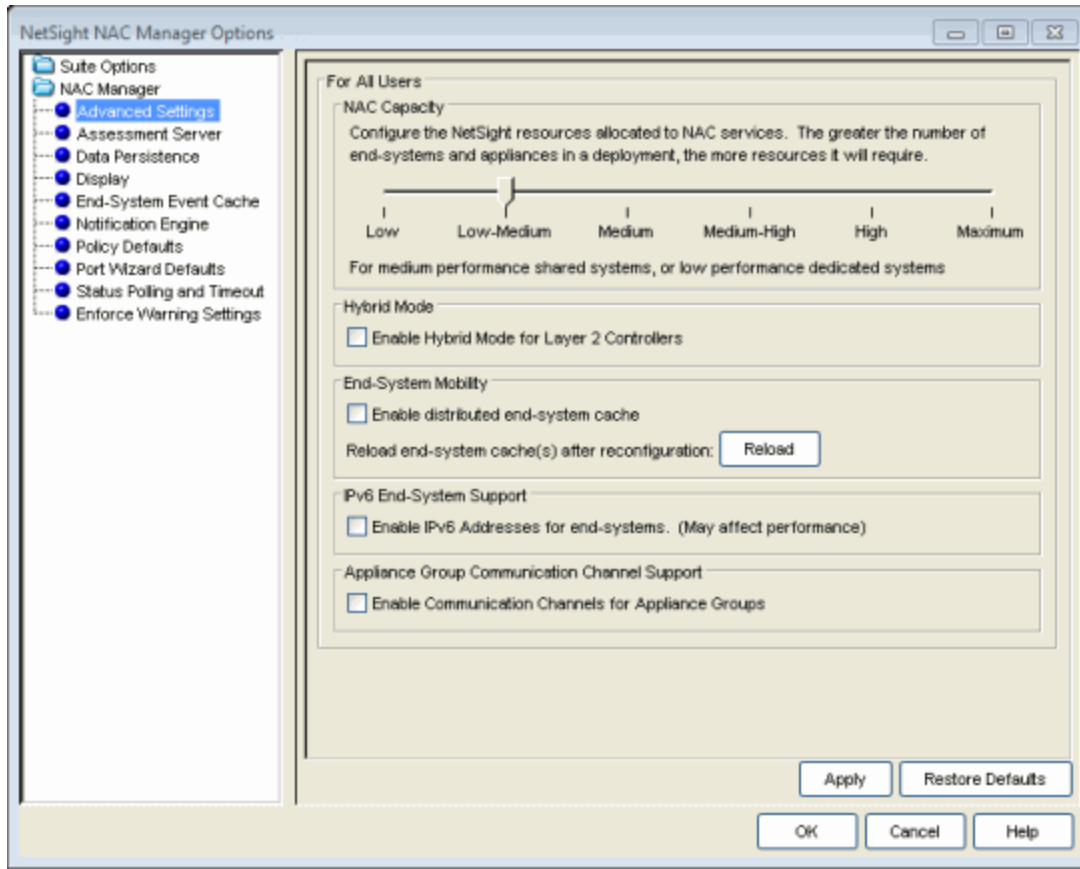 NetSight NAC Manager Options
Suite Options
NAC Manager
Advanced Settings
Assessment Server
Data Persistence
Display
End-System Event Cache
Notification Engine
Policy Defaults
Port Wizard Defaults
Status Polling and Timeout
Enforce Warning Settings
For All Users
NAC Capacity
Configure the NetSight resources allocated to NAC services. The greater the number of
end-systems and appliances in a deployment, the more resources it will require.
Low Low-Medium Medium Medium-High High Maximum
For medium performance shared systems, or low performance dedicated systems
Hybrid Mode
Enable Hybrid Mode for Layer 2 Controllers
End-System Mobility
Enable distributed end-system cache
Reload end-system cache(s) after reconfiguration: Reload
IPv6 End-System Support
Enable IPv6 Addresses for end-systems. (May affect performance)
Appliance Group Communication Channel Support
Enable Communication Channels for Appliance Groups
Apply Restore Defaults
OK Cancel Help